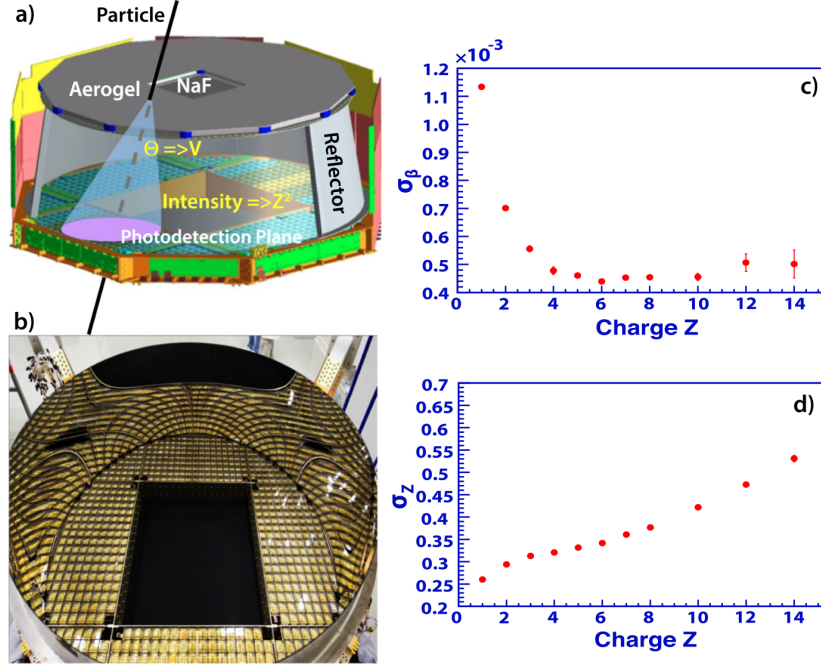 a)
Particle
Aerogel
NaF
Θ =>V
Reflector
Intensity =>Z²
Photodetection Plane
b)
c)
×10⁻³
1.2
1.1
1
0.9
0.8
0.7
0.6
0.5
0.4
σβ
0 2 4 6 8 10 12 14
Charge Z
d)
0.7
0.65
0.6
0.55
0.5
0.45
0.4
0.35
0.3
0.25
0.2
σZ
0 2 4 6 8 10 12 14
Charge Z